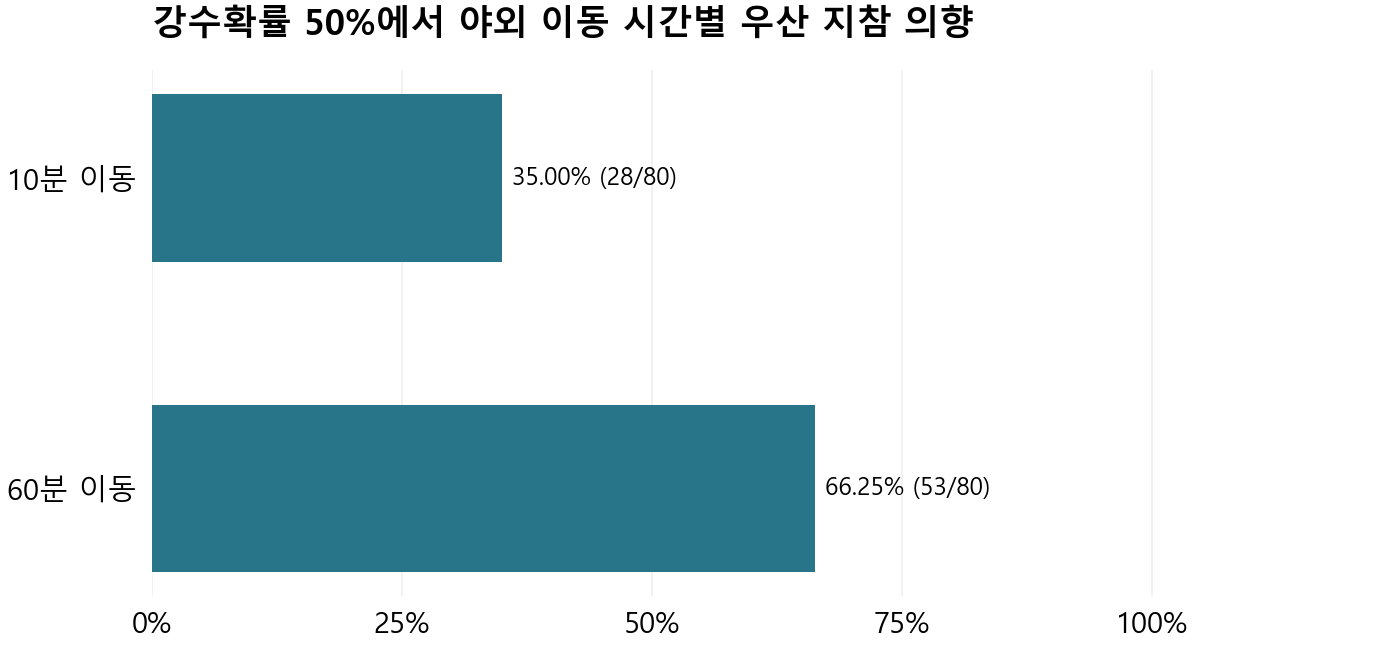 강수확률 50%에서 야외 이동 시간별 우산 지참 의향
10분 이동
35.00% (28/80)
60분 이동
66.25% (53/80)
0% 25% 50% 75% 100%